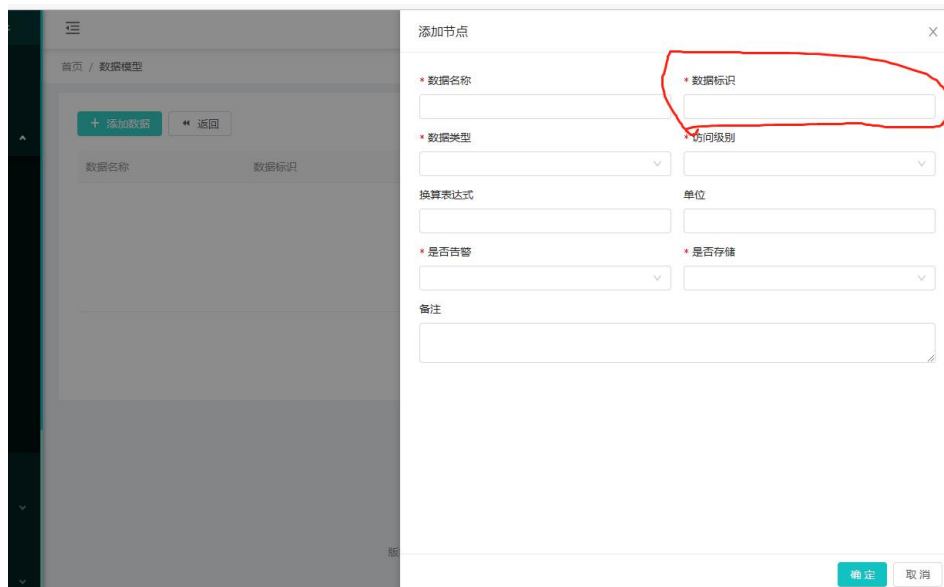 添加节点
首页 / 数据模型
* 数据名称
* 数据标识
+ 添加数据
返回
* 数据类型
* 访问级别
数据名称
数据标识
换算表达式
单位
* 是否告警
* 是否存储
备注
版
确 定
取 消